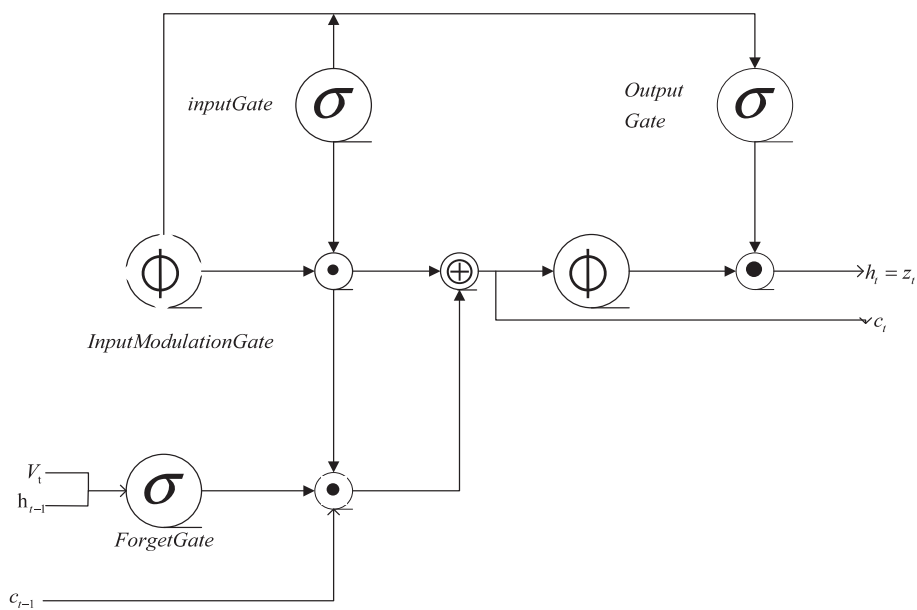 inputGate
σ
Output
Gate
σ
ϕ
ϕ
h_t = z_t
c_t
InputModulationGate
V_t
h_{t-1}
σ
ForgetGate
c_{t-1}